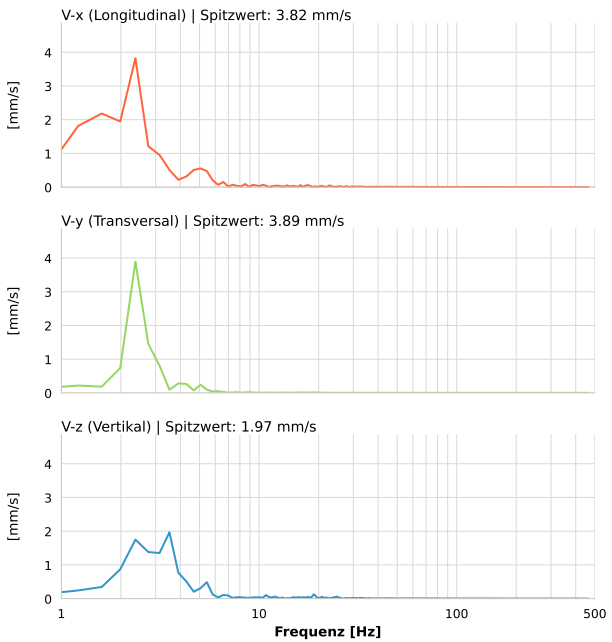 V-x (Longitudinal) | Spitzwert: 3.82 mm/s
4
3
2
1
0
[mm/s]
V-y (Transversal) | Spitzwert: 3.89 mm/s
4
3
2
1
0
[mm/s]
V-z (Vertikal) | Spitzwert: 1.97 mm/s
4
3
2
1
0
[mm/s]
1 10 100 500
Frequenz [Hz]